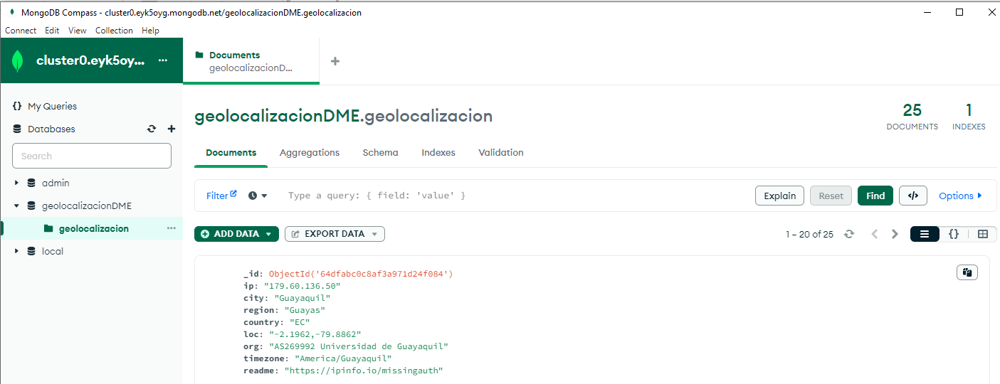 MongoDB Compass - cluster0.eyk5oyg.mongodb.net/geolocalizacionDME.geolocalizacion
Connect Edit View Collection Help
cluster0.eyk5oy... ...
Documents
geolocalizacionD...
+
{} My Queries
Databases
+
Search
admin
geolocalizacionDME
geolocalizacion ...
local
geolocalizacionDME.geolocalizacion
25
DOCUMENTS
1
INDEXES
Documents Aggregations Schema Indexes Validation
Filter Type a query: { field: 'value' } Explain Reset Find </> Options
ADD DATA EXPORT DATA 1 – 20 of 25 {}
_id: ObjectId('64dfabc0c8af3a971d24f084')
ip: "179.60.136.50"
city: "Guayaquil"
region: "Guayas"
country: "EC"
loc: "-2.1962,-79.8862"
org: "AS269992 Universidad de Guayaquil"
timezone: "America/Guayaquil"
readme: "https://ipinfo.io/missingauth"